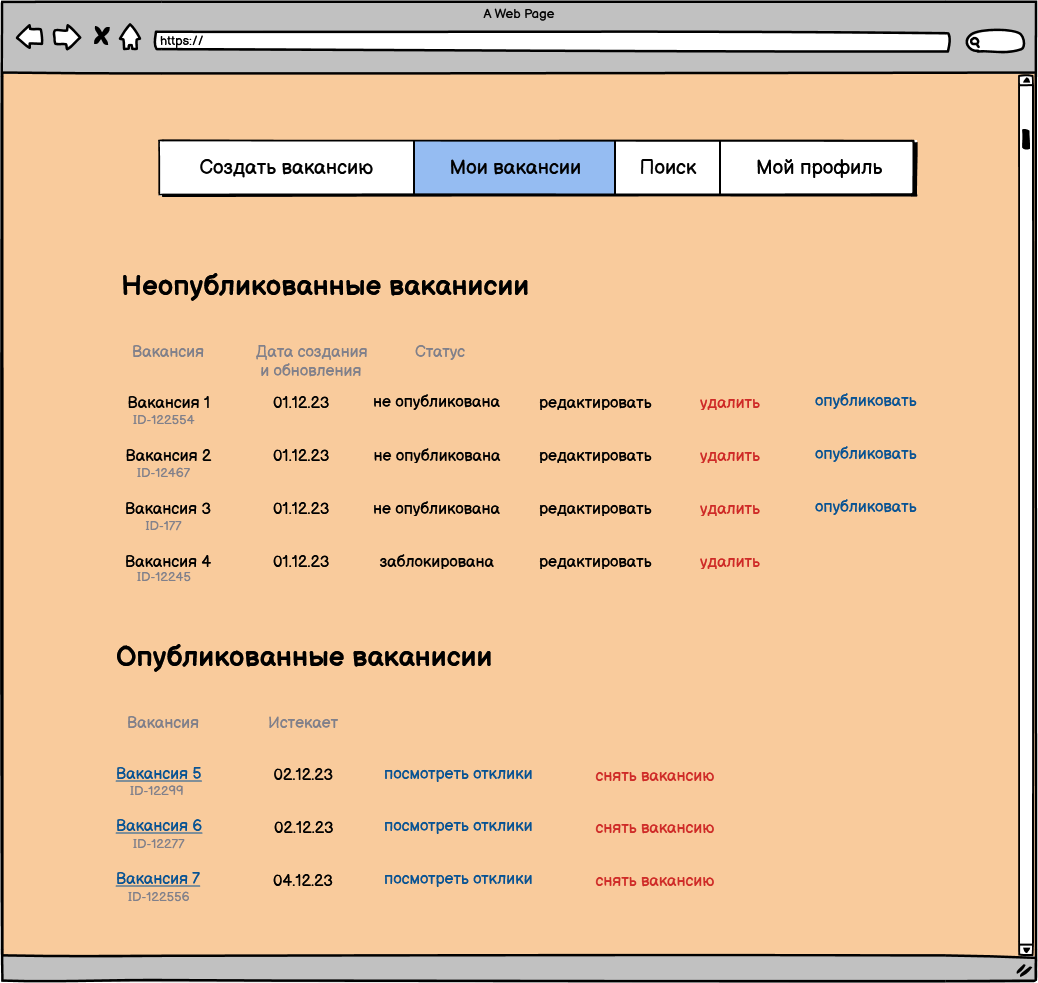 A Web Page
https://
Создать вакансию Мои вакансии Поиск Мой профиль
Неопубликованные ваканисии
Вакансия Дата создания Статус
и обновления
Вакансия 1 01.12.23 не опубликована редактировать удалить опубликовать
ID-122554
Вакансия 2 01.12.23 не опубликована редактировать удалить опубликовать
ID-12467
Вакансия 3 01.12.23 не опубликована редактировать удалить опубликовать
ID-177
Вакансия 4 01.12.23 заблокирована редактировать удалить
ID-12245
Опубликованные ваканисии
Вакансия Истекает
Вакансия 5 02.12.23 посмотреть отклики снять вакансию
ID-12299
Вакансия 6 02.12.23 посмотреть отклики снять вакансию
ID-12277
Вакансия 7 04.12.23 посмотреть отклики снять вакансию
ID-122556